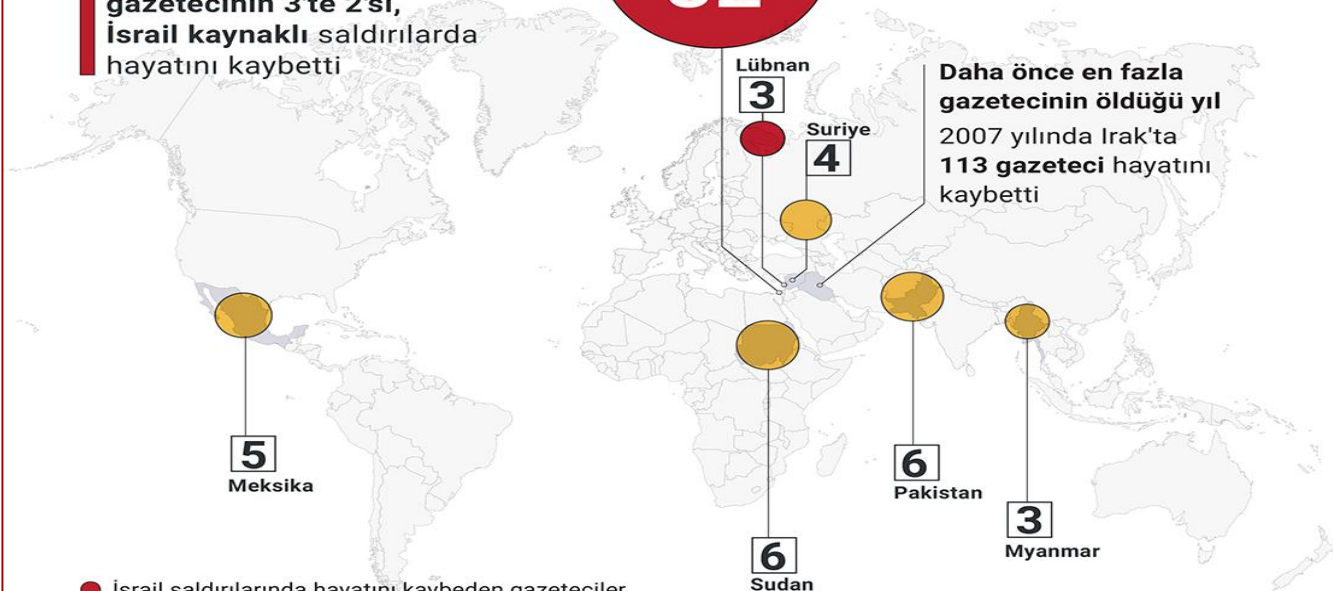 gazetecinin 3'te 2'si,
İsrail kaynaklı saldırılarda
hayatını kaybetti
Lübnan
3
Suriye
4
Daha önce en fazla
gazetecinin öldüğü yıl
2007 yılında Irak'ta
113 gazeteci hayatını
kaybetti
5
Meksika
6
Pakistan
3
Myanmar
6
Sudan
İsrail saldırılarında hayatını kaybeden gazeteciler